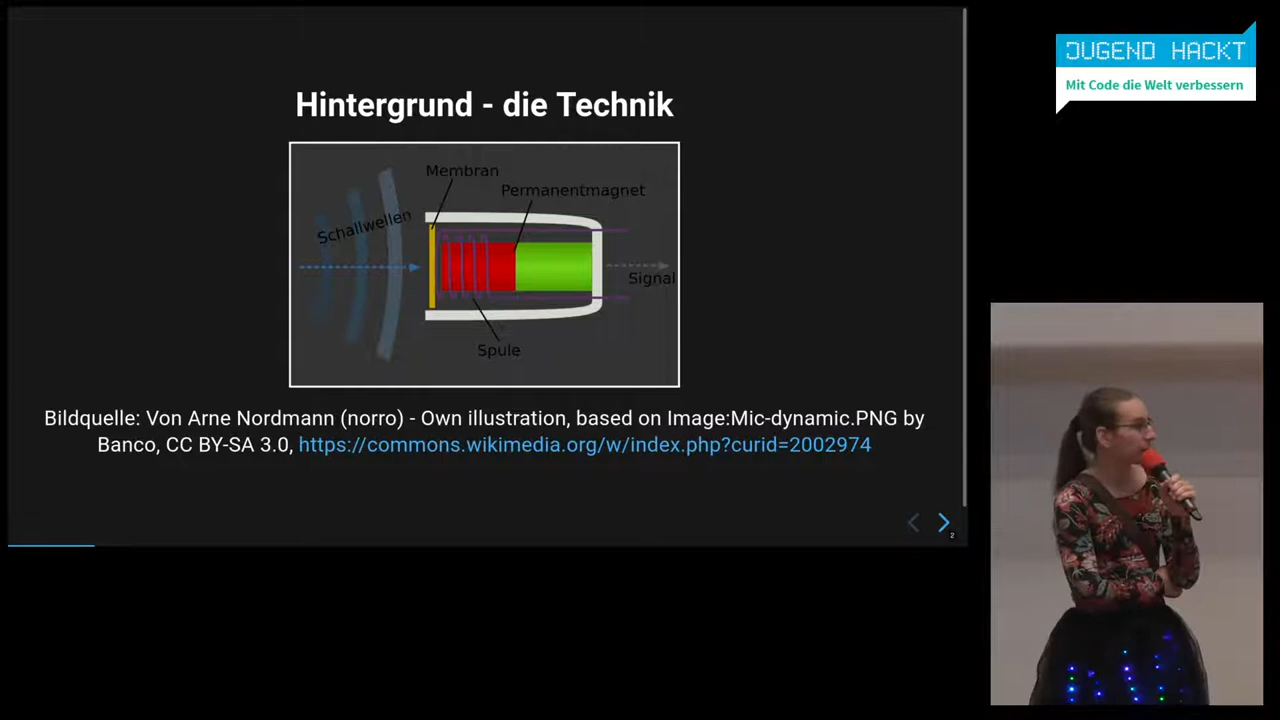 JUGEND HACKT
Mit Code die Welt verbessern
Hintergrund - die Technik
Membran
Permanentmagnet
Schallwellen
Signal
Spule
Bildquelle: Von Arne Nordmann (norro) - Own illustration, based on Image:Mic-dynamic.PNG by
Banco, CC BY-SA 3.0, https://commons.wikimedia.org/w/index.php?curid=2002974
2